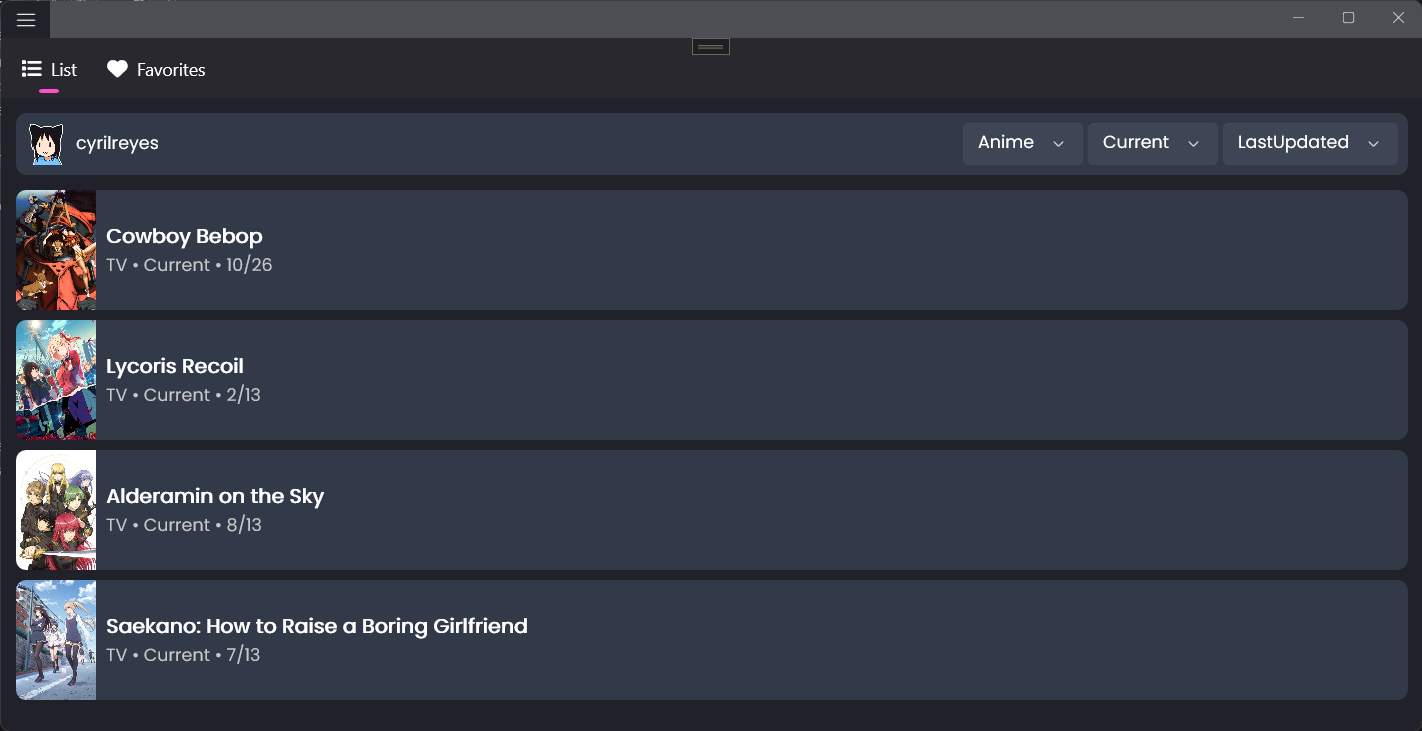 List Favorites
cyrilreyes Anime Current LastUpdated
Cowboy Bebop
TV • Current • 10/26
Lycoris Recoil
TV • Current • 2/13
Alderamin on the Sky
TV • Current • 8/13
Saekano: How to Raise a Boring Girlfriend
TV • Current • 7/13